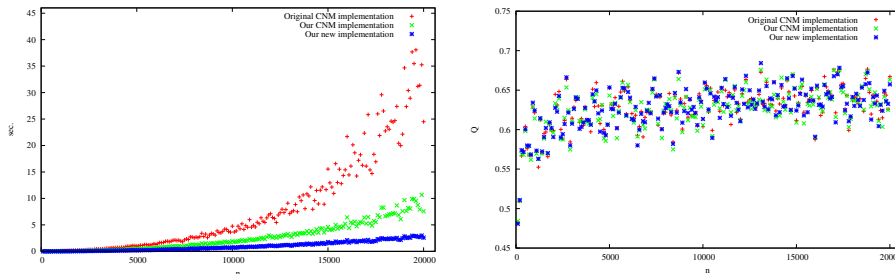 Original CNM implementation
Our CNM implementation
Our new implementation
sec.
45
40
35
30
25
20
15
10
5
0
0
5000
10000
15000
20000
n
Original CNM implementation
Our CNM implementation
Our new implementation
Q
0.75
0.7
0.65
0.6
0.55
0.5
0.45
0
5000
10000
15000
n